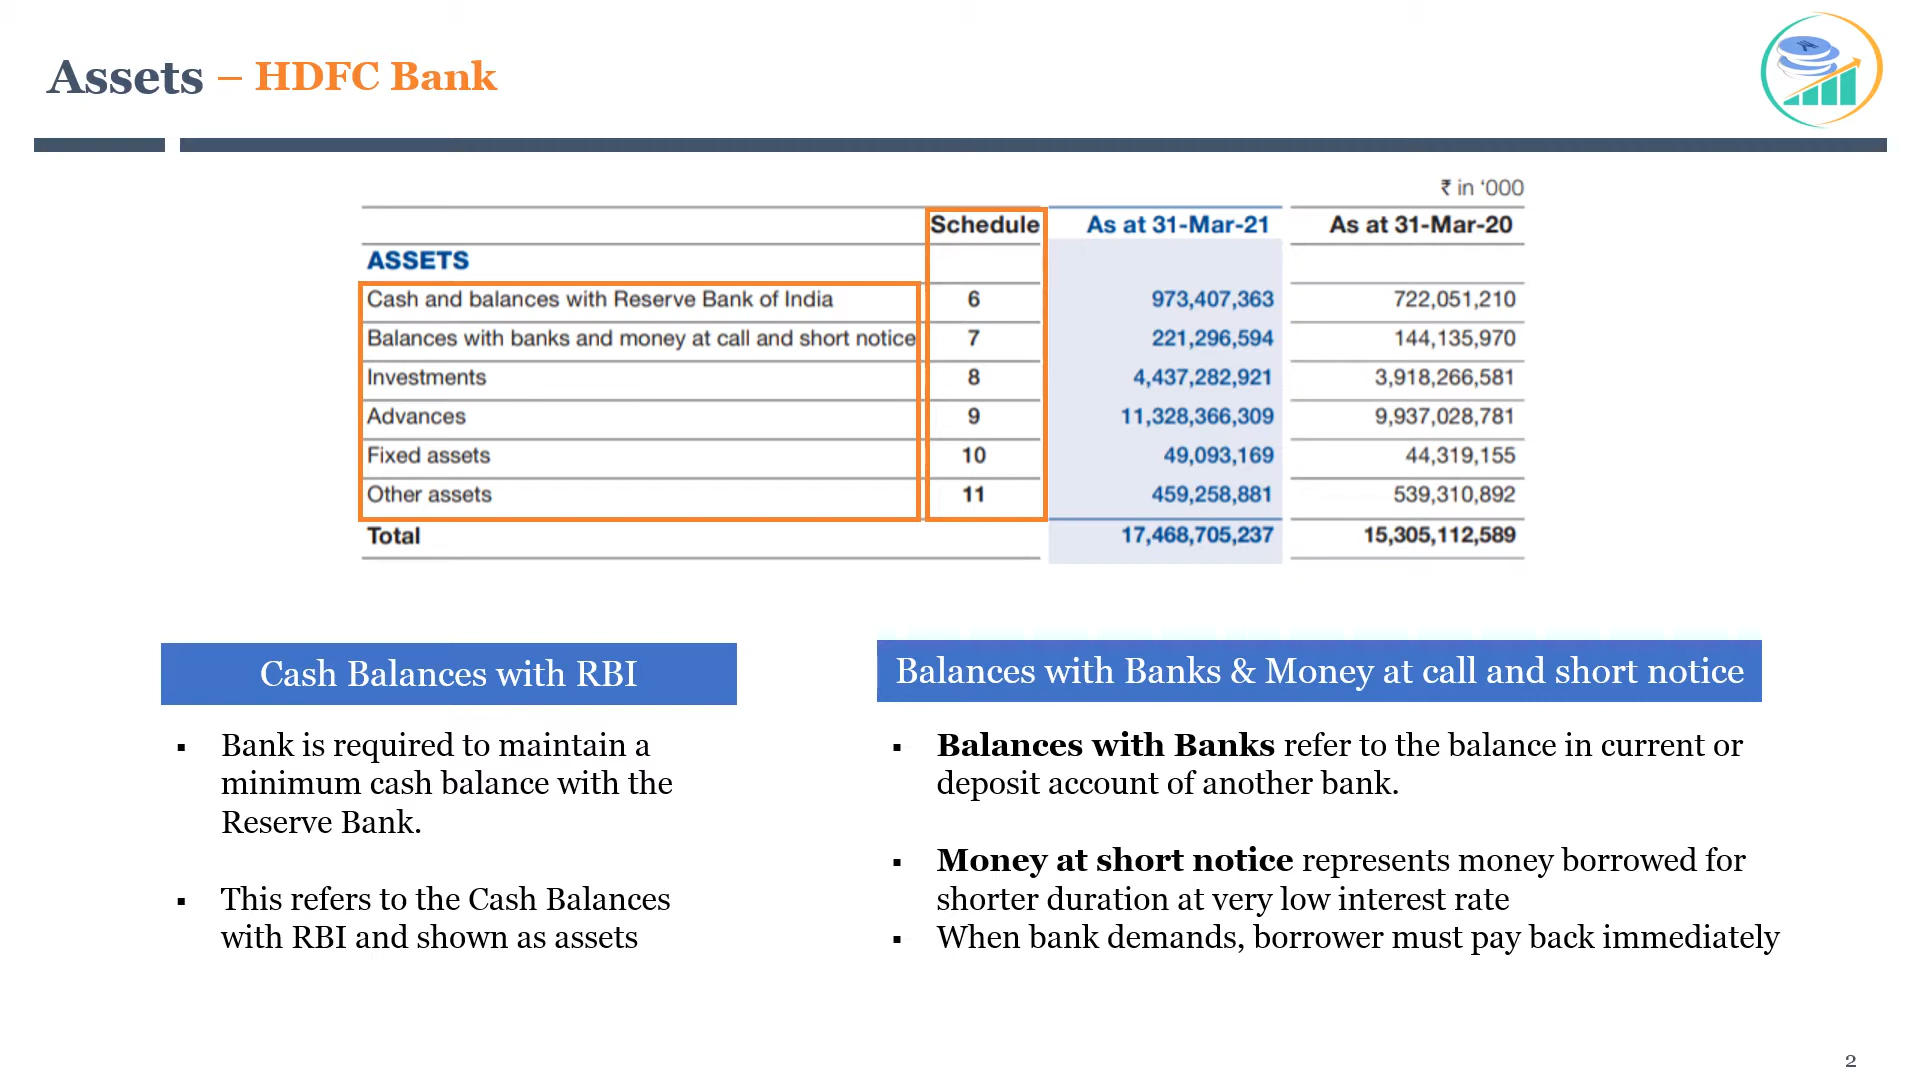 Assets – HDFC Bank
₹ in ‘000
Schedule As at 31-Mar-21 As at 31-Mar-20
ASSETS
Cash and balances with Reserve Bank of India 6 973,407,363 722,051,210
Balances with banks and money at call and short notice 7 221,296,594 144,135,970
Investments 8 4,437,282,921 3,918,266,581
Advances 9 11,328,366,309 9,937,028,781
Fixed assets 10 49,093,169 44,319,155
Other assets 11 459,258,881 539,310,892
Total 17,468,705,237 15,305,112,589
Cash Balances with RBI
▪ Bank is required to maintain a
minimum cash balance with the
Reserve Bank.
▪ This refers to the Cash Balances
with RBI and shown as assets
Balances with Banks & Money at call and short notice
▪ Balances with Banks refer to the balance in current or
deposit account of another bank.
▪ Money at short notice represents money borrowed for
shorter duration at very low interest rate
▪ When bank demands, borrower must pay back immediately
2